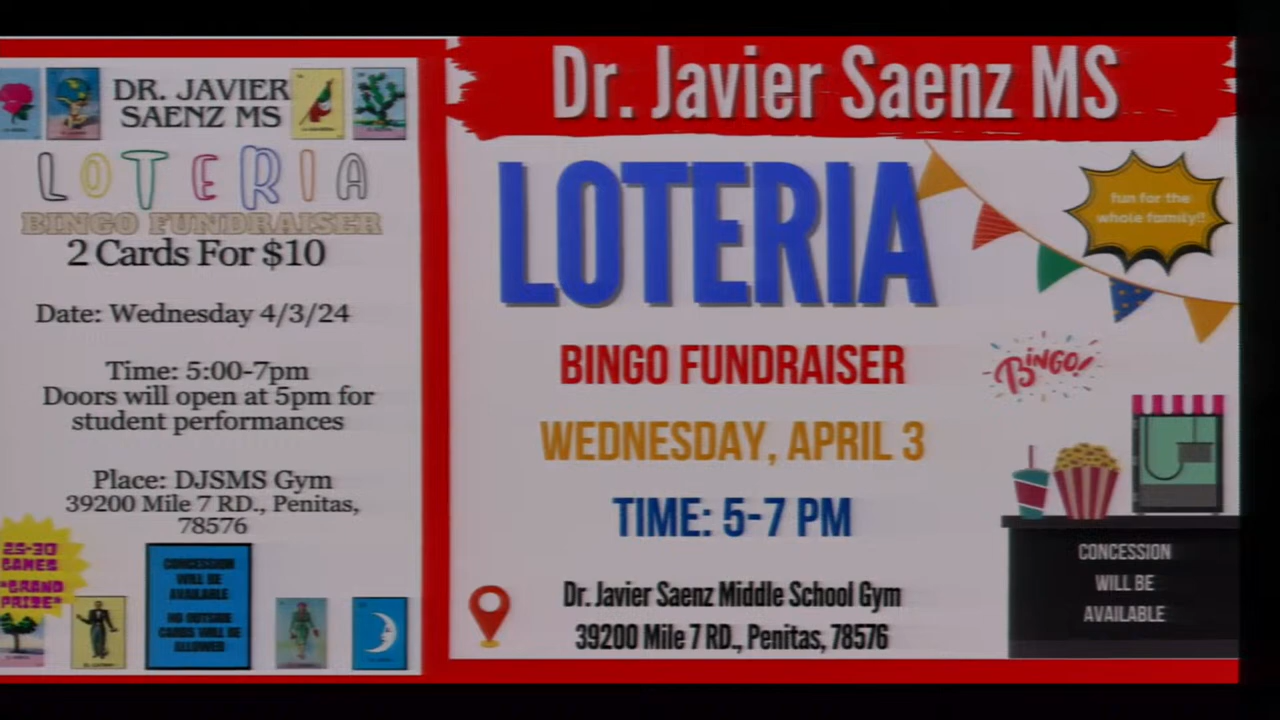 DR. JAVIER
SAENZ MS
LOTERIA
BINGO FUNDRAISER
2 Cards For $10
Date: Wednesday 4/3/24
Time: 5:00-7pm
Doors will open at 5pm for
student performances
Place: DJSMS Gym
39200 Mile 7 RD., Penitas,
78576
25-30
GAMES
*GRAND
PRIZE*
CONCESSION
WILL BE
AVAILABLE
NO OUTSIDE
CARDS WILL BE
ALLOWED
Dr. Javier Saenz MS
LOTERIA
fun for the
whole family!!
BINGO FUNDRAISER
BINGO!
WEDNESDAY, APRIL 3
TIME: 5-7 PM
Dr. Javier Saenz Middle School Gym
39200 Mile 7 RD., Penitas, 78576
CONCESSION
WILL BE
AVAILABLE